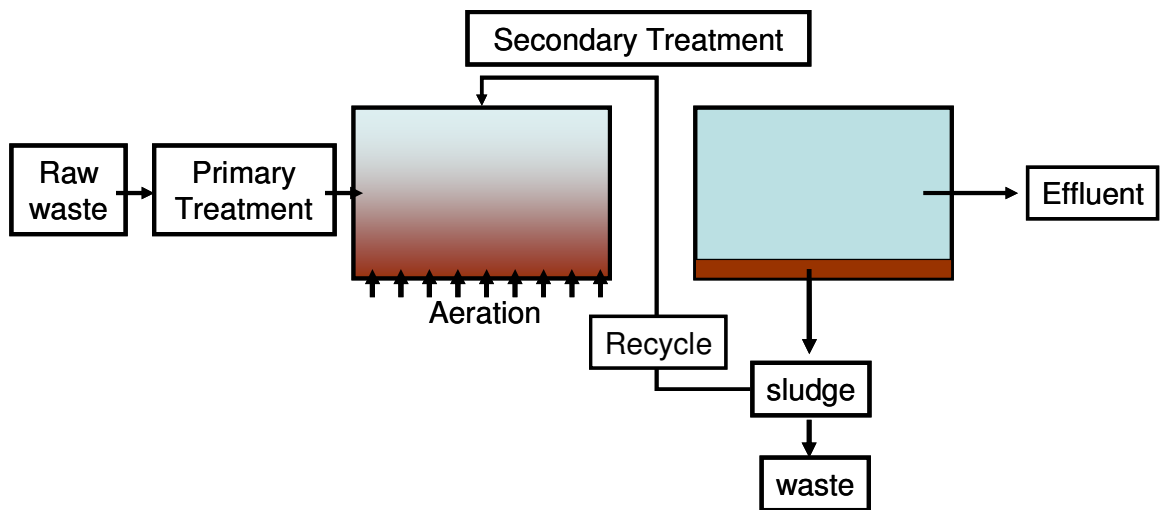 Secondary Treatment
Raw
waste
Primary
Treatment
Effluent
Aeration
Recycle
sludge
waste